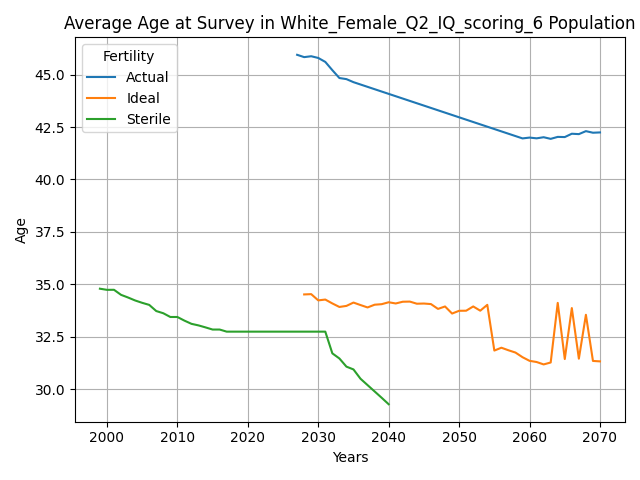 Average Age at Survey in White_Female_Q2_IQ_scoring_6 Population
Fertility
Actual
Ideal
Sterile
45.0
42.5
40.0
37.5
35.0
32.5
30.0
Age
2000 2010 2020 2030 2040 2050 2060 2070
Years